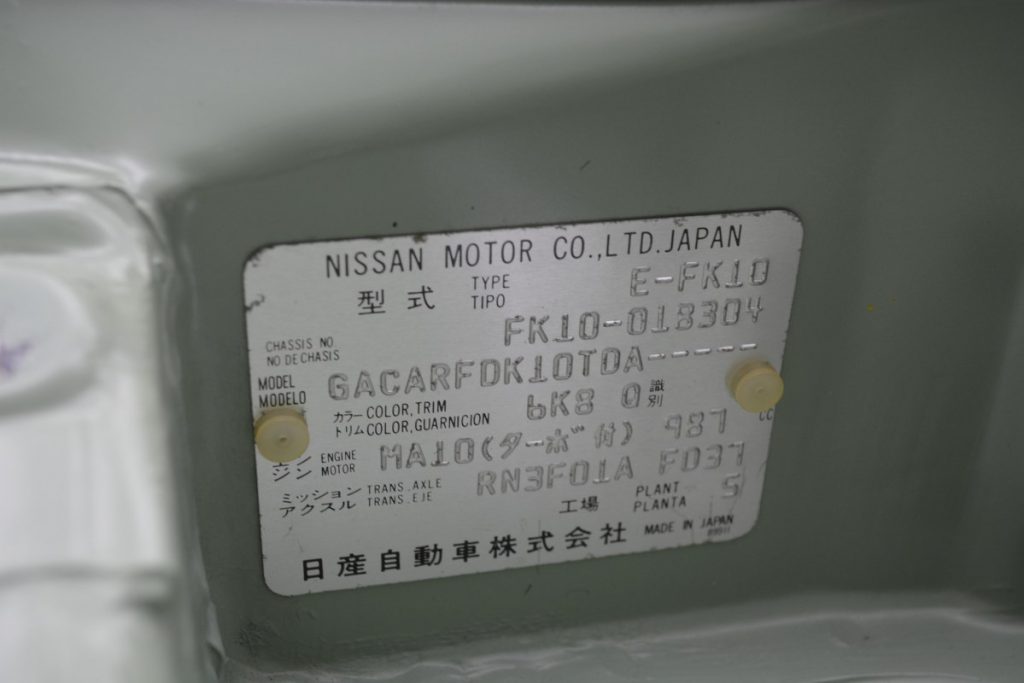 NISSAN MOTOR CO.,LTD.JAPAN
型式 TYPE TIPO E-FK10
CHASSIS NO. NO DE CHASIS FK10-018304
MODEL MODELO GACARFDK10TDA-----
カラー COLOR,TRIM トリム COLOR,GUARNICION 6K8 0 識別
ジン ENGINE MOTOR MA10(ターボ付) 987 CC
ミッション TRANS.AXLE アクスル TRANS.EJE RN3F01A FD37
工場 PLANT PLANTA S
日産自動車株式会社 MADE IN JAPAN